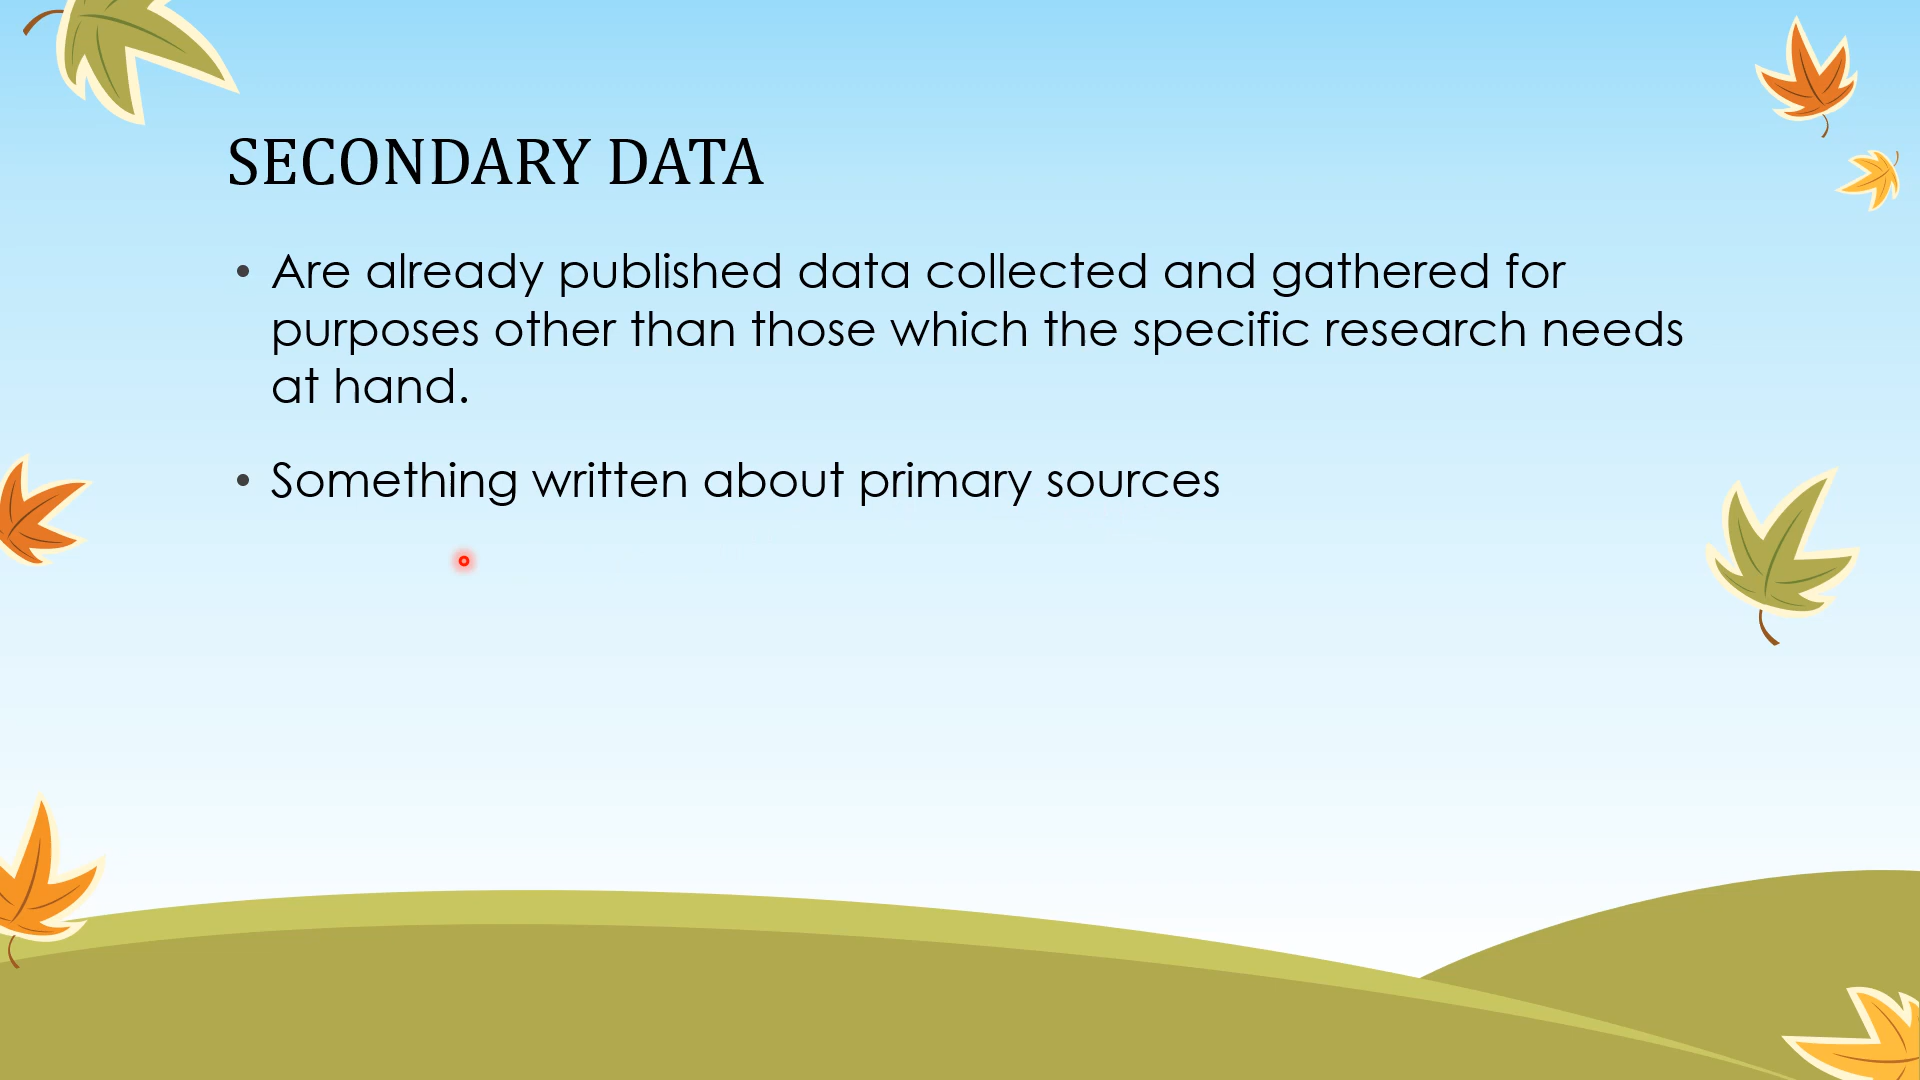 SECONDARY DATA
• Are already published data collected and gathered for
purposes other than those which the specific research needs
at hand.
• Something written about primary sources